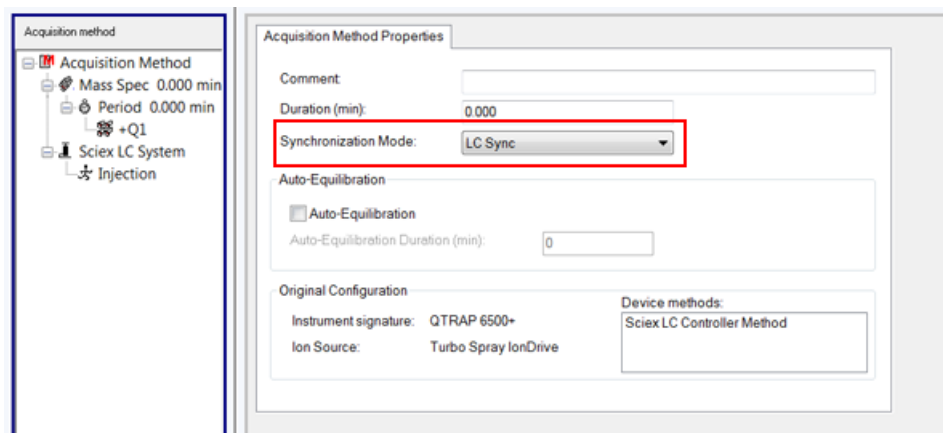 Acquisition method
Acquisition Method
Mass Spec 0.000 min
Period 0.000 min
+Q1
Sciex LC System
Injection
Acquisition Method Properties
Comment:
Duration (min): 0.000
Synchronization Mode: LC Sync
Auto-Equilibration
Auto-Equilibration
Auto-Equilibration Duration (min): 0
Original Configuration
Instrument signature: QTRAP 6500+
Ion Source: Turbo Spray IonDrive
Device methods:
Sciex LC Controller Method